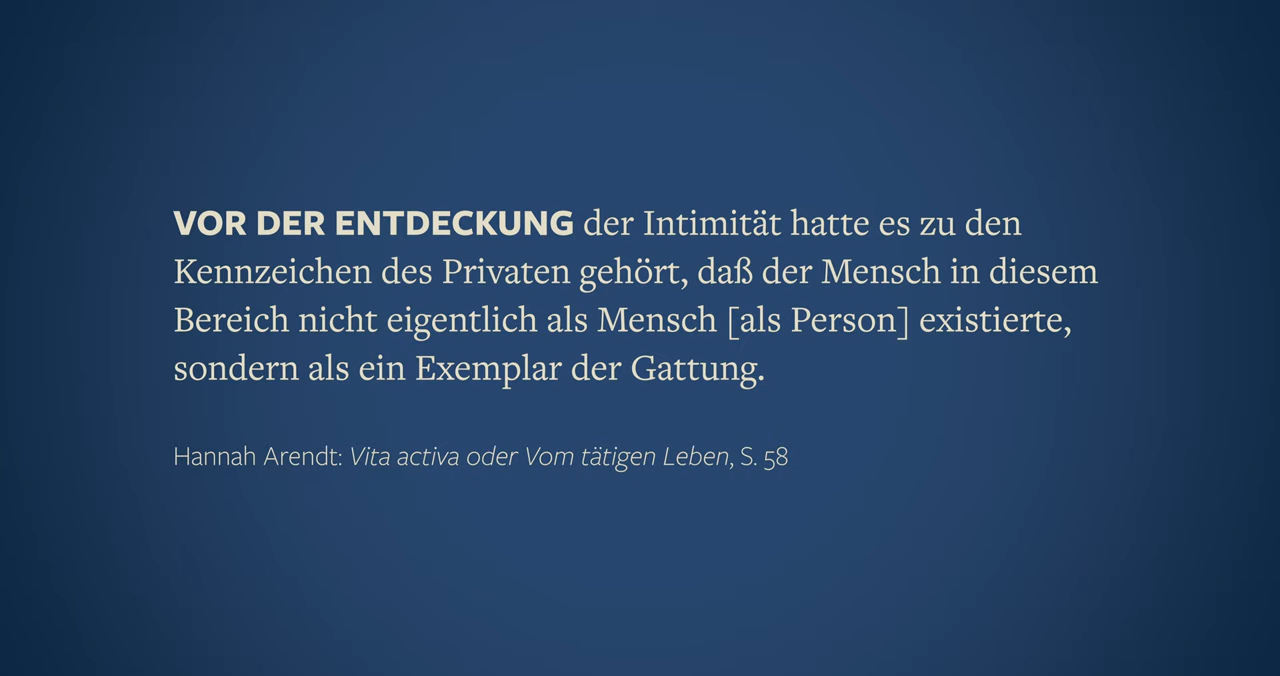 VOR DER ENTDECKUNG der Intimität hatte es zu den
Kennzeichen des Privaten gehört, daß der Mensch in diesem
Bereich nicht eigentlich als Mensch [als Person] existierte,
sondern als ein Exemplar der Gattung.
Hannah Arendt: Vita activa oder Vom tätigen Leben, S. 58